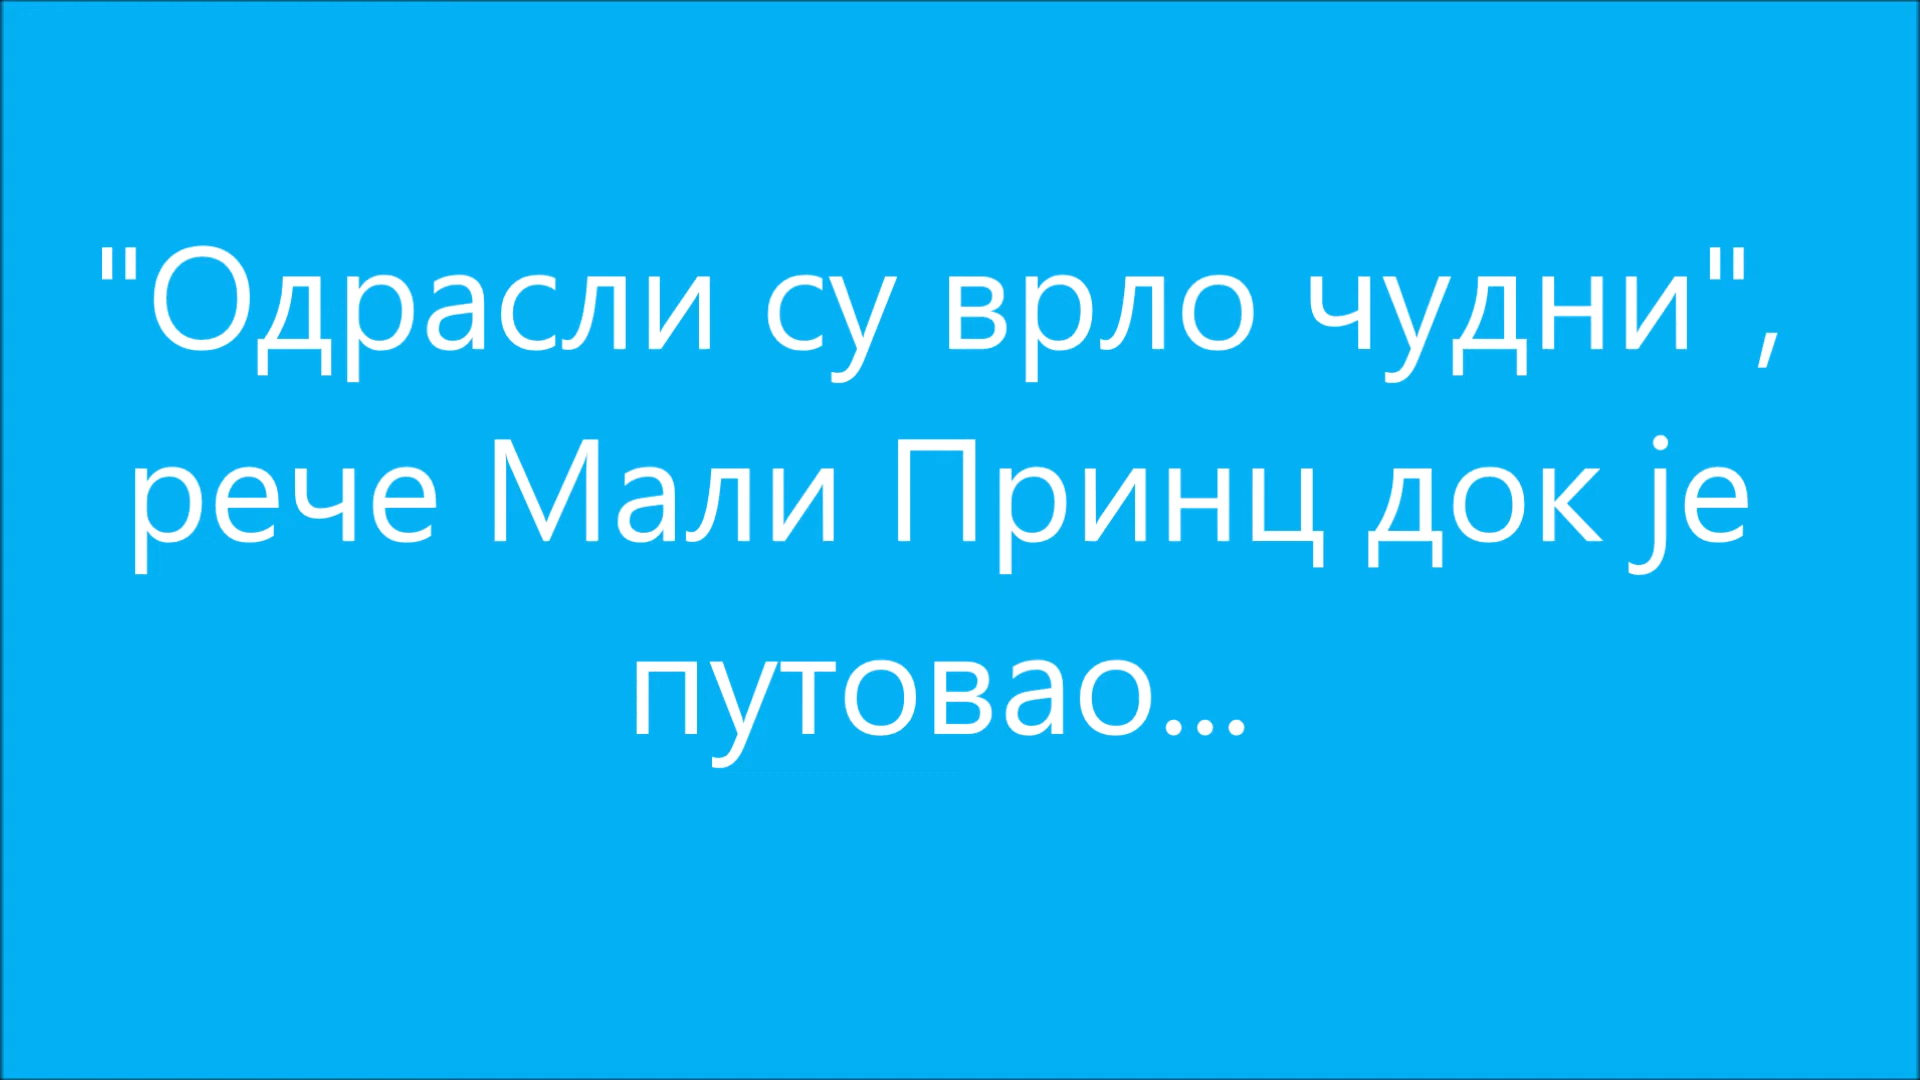 "Одрасли су врло чудни",
рече Мали Принц док је
путовао...